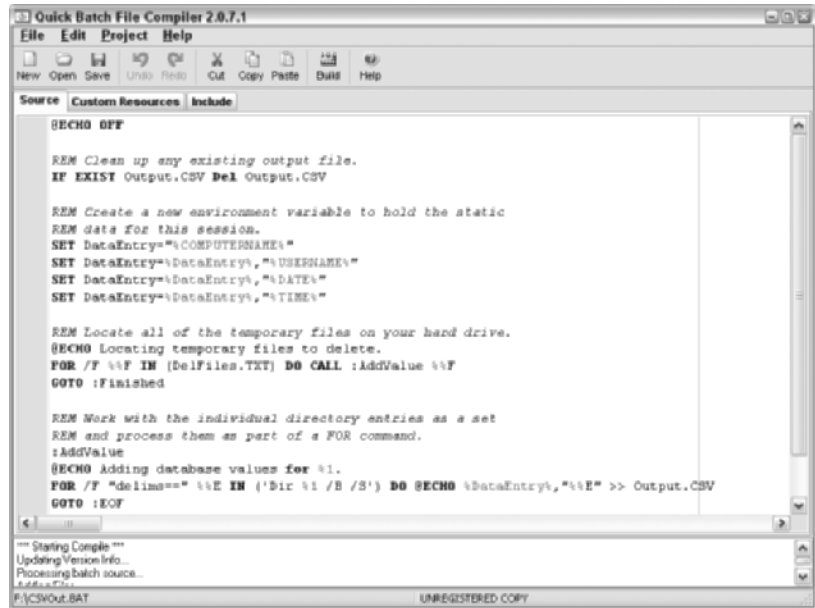 Quick Batch File Compiler 2.0.7.1
File Edit Project Help
New Open Save Undo Redo Cut Copy Paste Build Help
Source Custom Resources Include
@ECHO OFF
REM Clean up any existing output file.
IF EXIST Output.CSV Del Output.CSV
REM Create a new environment variable to hold the static
REM data for this session.
SET DataEntry="%COMPUTERNAME%"
SET DataEntry=%DataEntry%,"%USERNAME%"
SET DataEntry=%DataEntry%,"%DATE%"
SET DataEntry=%DataEntry%,"%TIME%"
REM Locate all of the temporary files on your hard drive.
@ECHO Locating temporary files to delete.
FOR /F %%F IN (DelFiles.TXT) DO CALL :AddValue %%F
GOTO :Finished
REM Work with the individual directory entries as a set
REM and process them as part of a FOR command.
:AddValue
@ECHO Adding database values for %1.
FOR /F "delims==" %%E IN ('Dir %1 /B /S') DO @ECHO %DataEntry%,"%%E" >> Output.CSV
GOTO :EOF
*** Starting Compile ***
Updating Version Info...
Processing batch source...
F:\CSVOut.BAT UNREGISTERED COPY